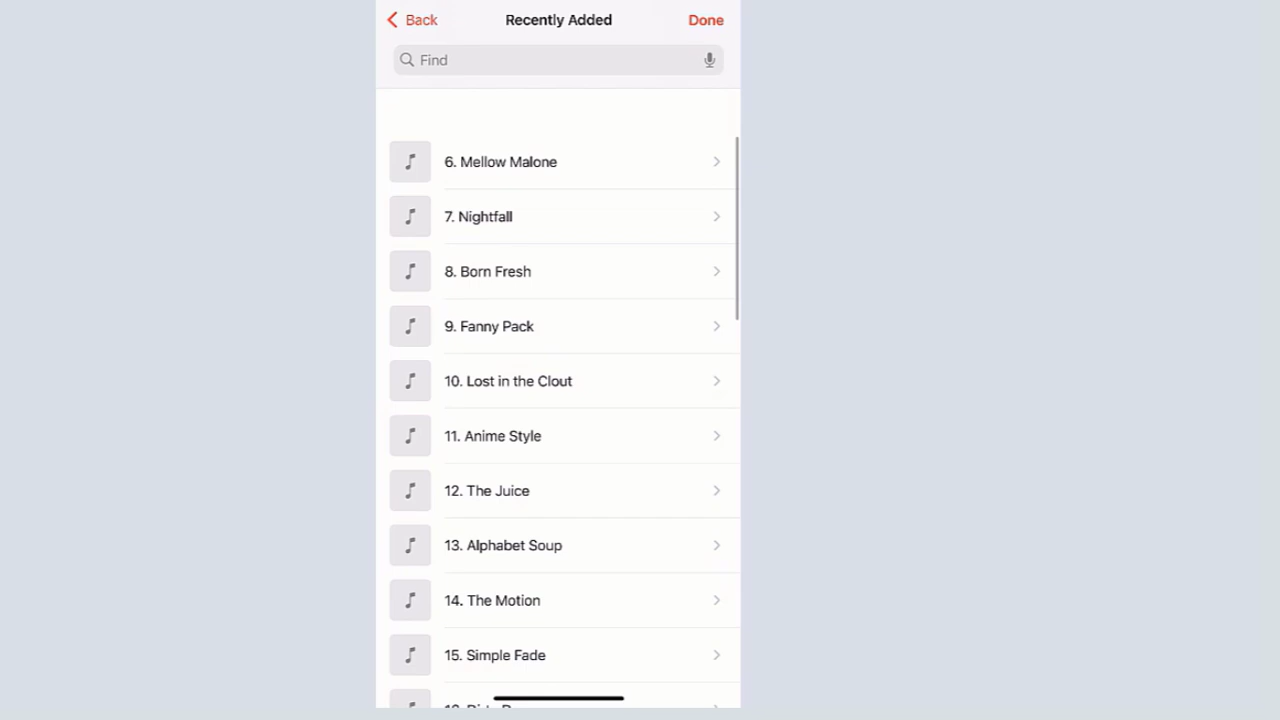 Back
Recently Added
Done
Find
6. Mellow Malone
7. Nightfall
8. Born Fresh
9. Fanny Pack
10. Lost in the Clout
11. Anime Style
12. The Juice
13. Alphabet Soup
14. The Motion
15. Simple Fade